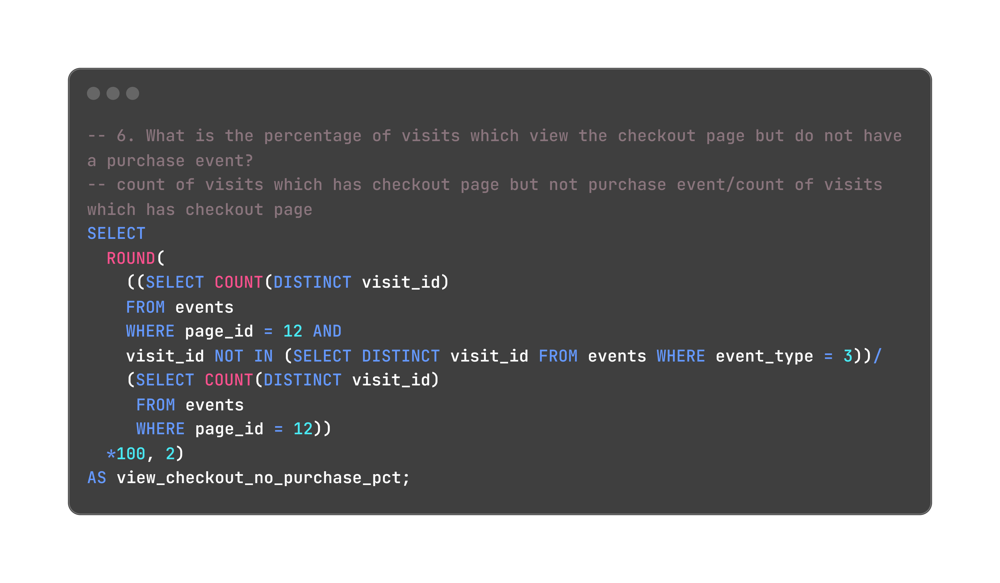 -- 6. What is the percentage of visits which view the checkout page but do not have
a purchase event?
-- count of visits which has checkout page but not purchase event/count of visits
which has checkout page
SELECT
  ROUND(
    ((SELECT COUNT(DISTINCT visit_id)
    FROM events
    WHERE page_id = 12 AND
    visit_id NOT IN (SELECT DISTINCT visit_id FROM events WHERE event_type = 3))/
    (SELECT COUNT(DISTINCT visit_id)
     FROM events
     WHERE page_id = 12))
  *100, 2)
AS view_checkout_no_purchase_pct;